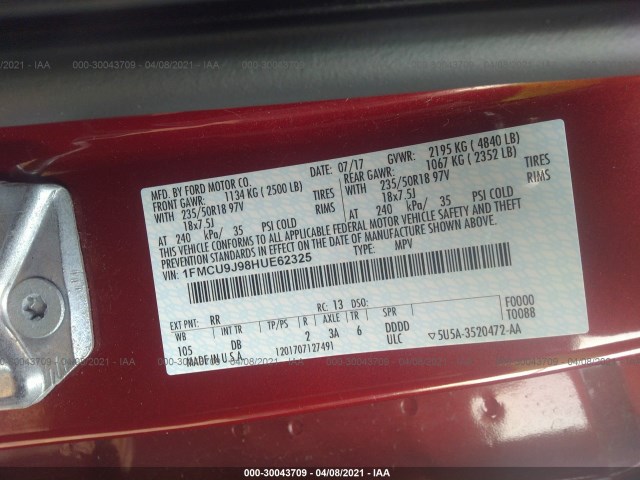 000-30043709 - 04/08/2021 - IAA
MFD. BY FORD MOTOR CO.
DATE: 07/17
GVWR: 2195 KG ( 4840 LB)
FRONT GAWR: 1134 KG ( 2500 LB)
REAR GAWR: 1067 KG ( 2352 LB)
WITH 235/50R18 97V TIRES
WITH 235/50R18 97V TIRES
18x7.5J RIMS
18x7.5J RIMS
AT 240 kPa/ 35 PSI COLD
AT 240 kPa/ 35 PSI COLD
THIS VEHICLE CONFORMS TO ALL APPLICABLE FEDERAL MOTOR VEHICLE SAFETY AND THEFT
PREVENTION STANDARDS IN EFFECT ON THE DATE OF MANUFACTURE SHOWN ABOVE.
1FMCU9J98HUE62325
TYPE: MPV
EXT PNT: RR RC: 13 DSO: F0000
WB INT TR TP/PS R AXLE TR SPR T0088
105 DB 2 3A 6 DDDD
MADE IN U.S.A. 1201707127491 ULC ▽5U5A-3520472-AA
000-30043709 - 04/08/2021 - IAA